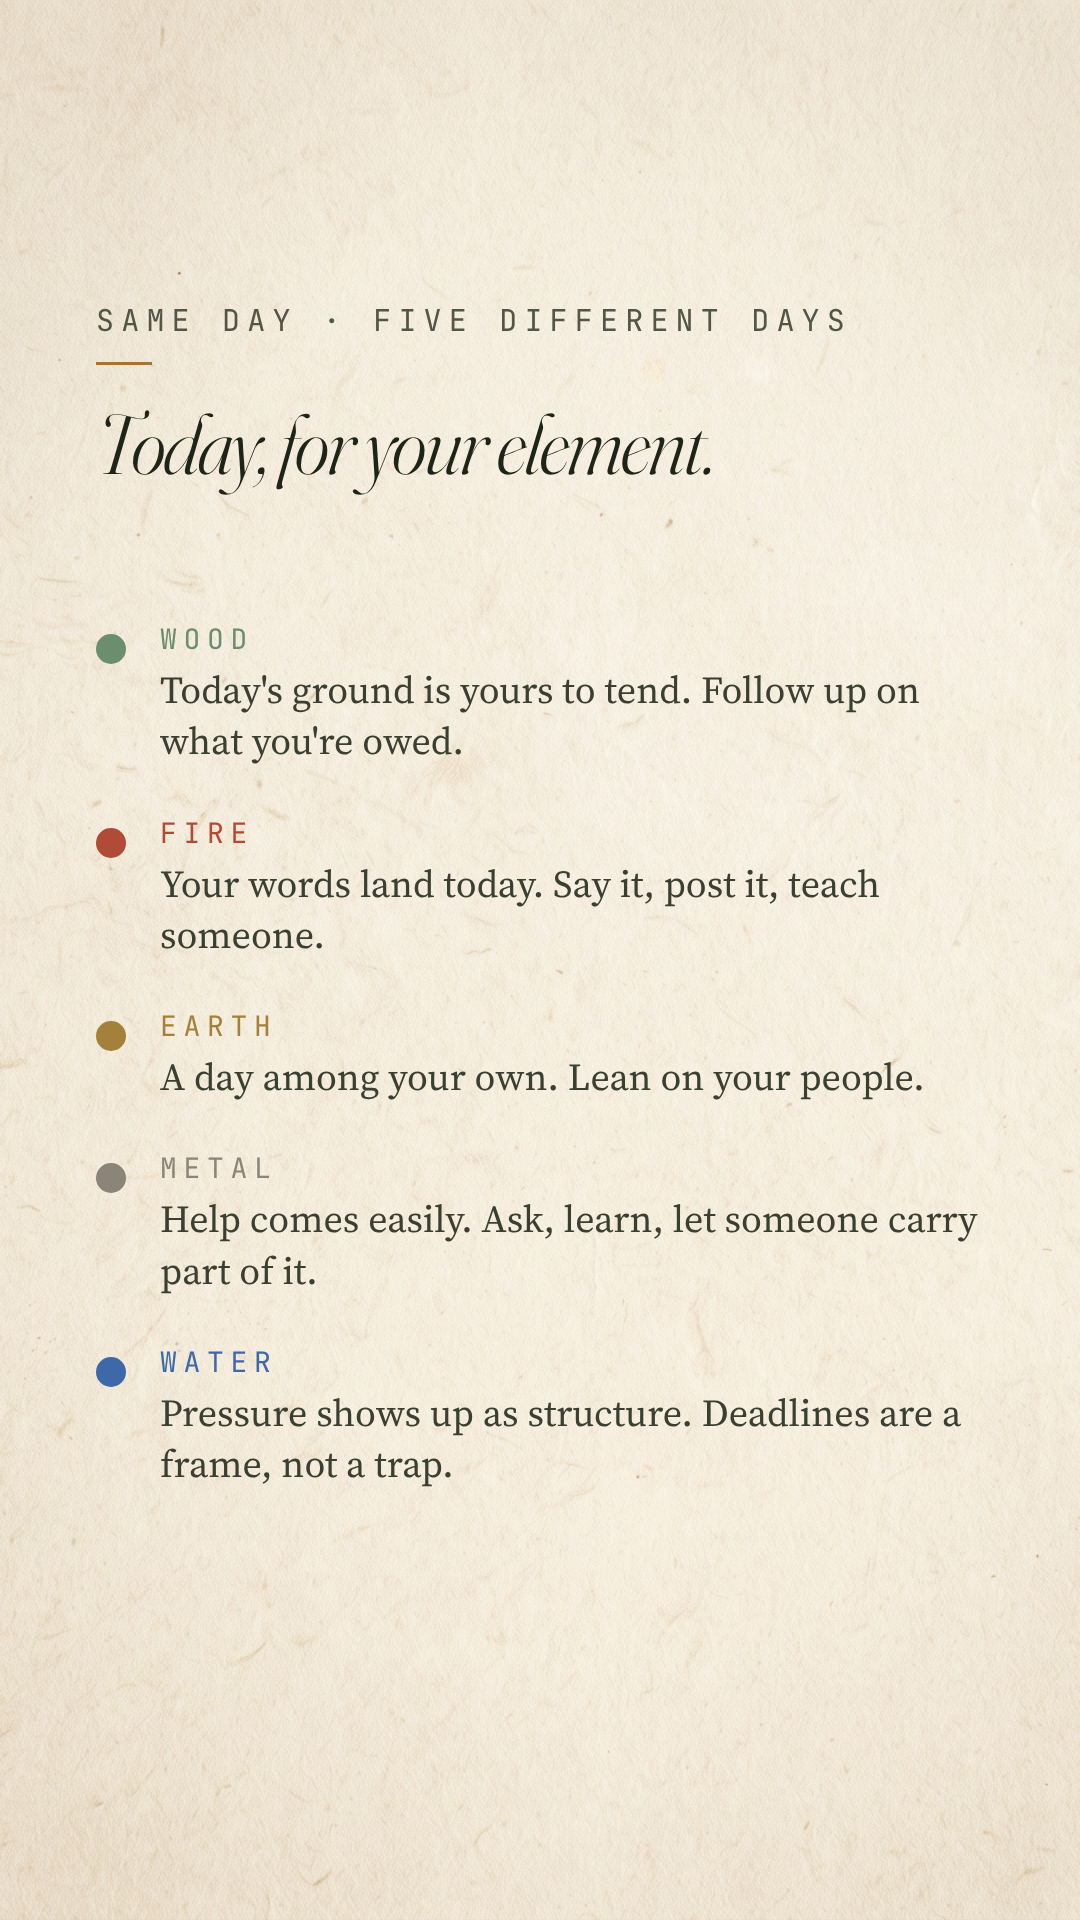 SAME DAY · FIVE DIFFERENT DAYS
Today, for your element.
WOOD
Today's ground is yours to tend. Follow up on
what you're owed.
FIRE
Your words land today. Say it, post it, teach
someone.
EARTH
A day among your own. Lean on your people.
METAL
Help comes easily. Ask, learn, let someone carry
part of it.
WATER
Pressure shows up as structure. Deadlines are a
frame, not a trap.